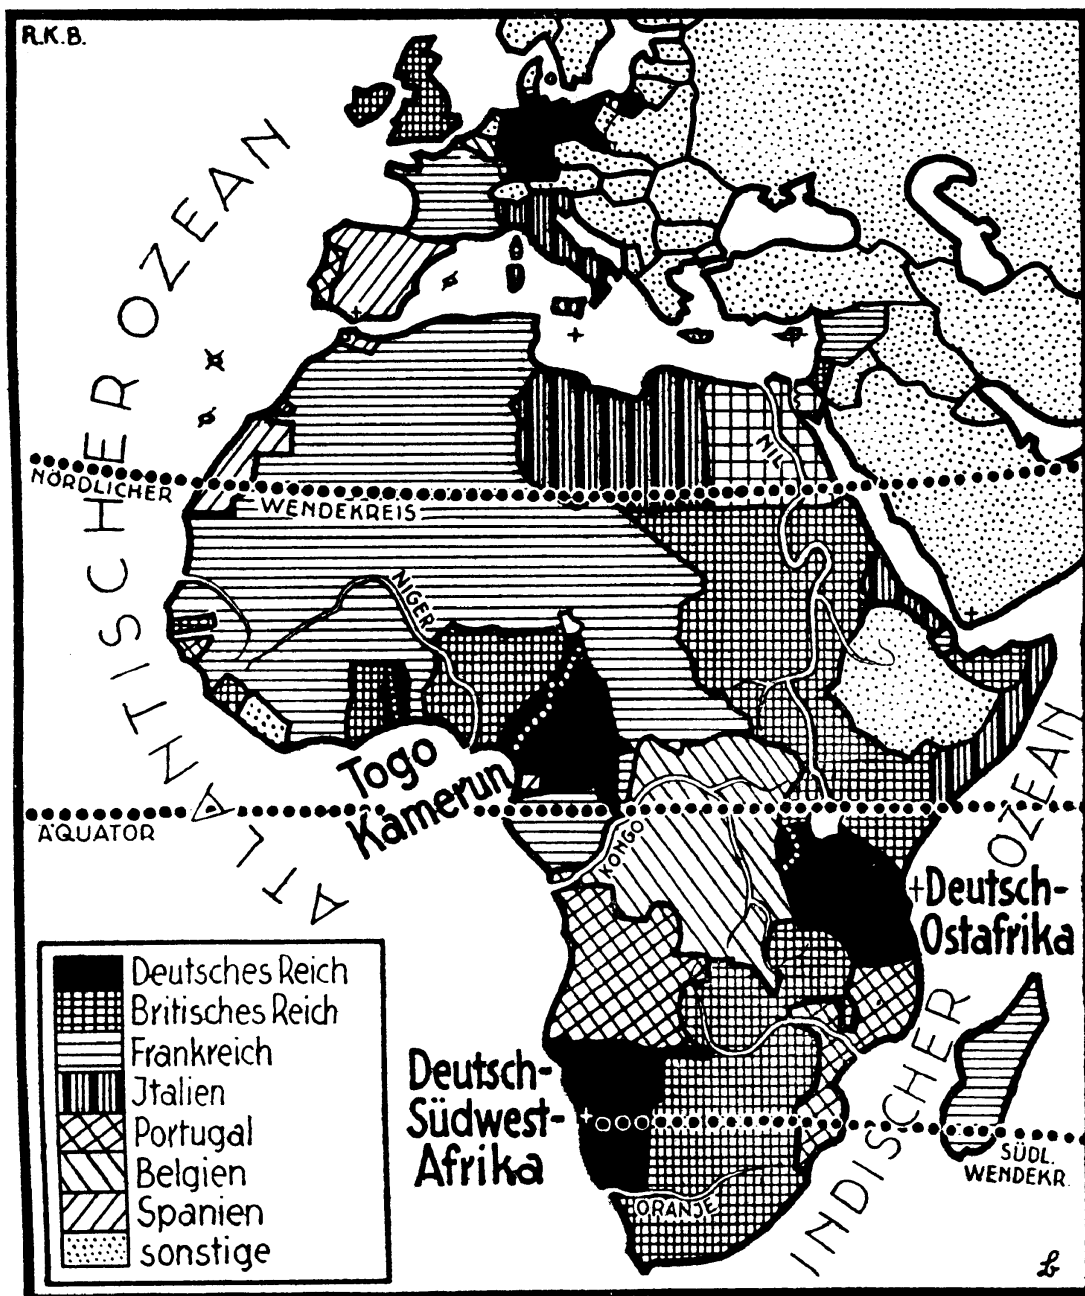 R.K.B.
ATLANTISCHER OZEAN
NÖRDLICHER
WENDEKREIS
NIL
NIGER
Togo
Kamerun
ÄQUATOR
KONGO
Deutsch-
Ostafrika
INDISCHER OZEAN
Deutsch-
Südwest-
Afrika
ORANJE
SÜDL.
WENDEKR.
Deutsches Reich
Britisches Reich
Frankreich
Jtalien
Portugal
Belgien
Spanien
sonstige